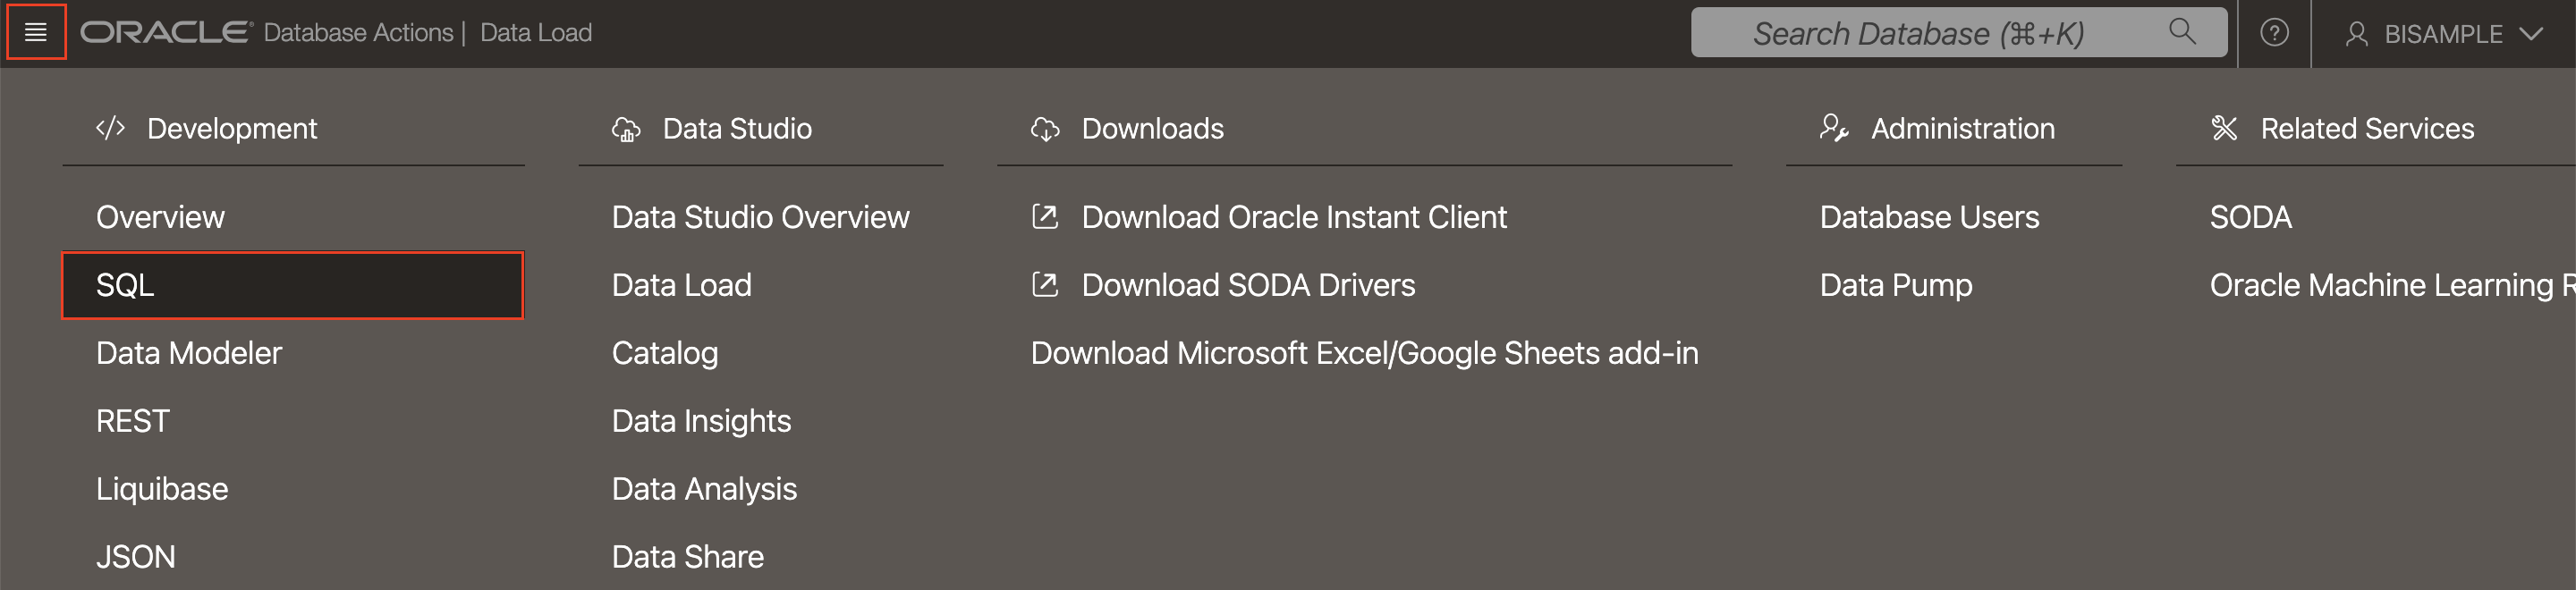 ORACLE® Database Actions | Data Load
Search Database (⌘+K)
BISAMPLE
Development
Overview
SQL
Data Modeler
REST
Liquibase
JSON
Data Studio
Data Studio Overview
Data Load
Catalog
Data Insights
Data Analysis
Data Share
Downloads
Download Oracle Instant Client
Download SODA Drivers
Download Microsoft Excel/Google Sheets add-in
Administration
Database Users
Data Pump
Related Services
SODA
Oracle Machine Learning R